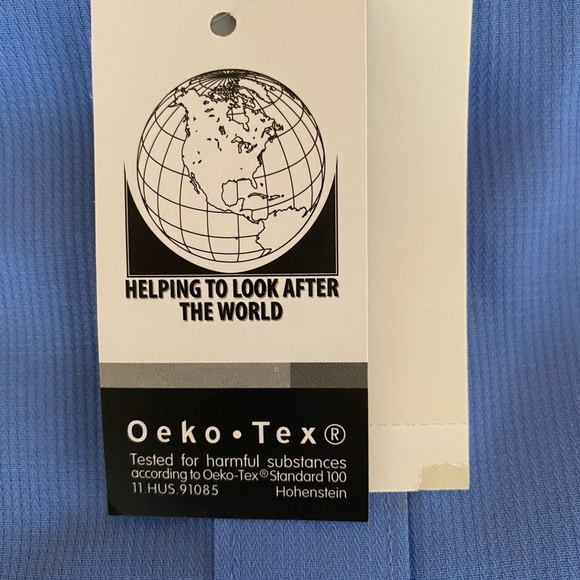 HELPING TO LOOK AFTER
THE WORLD
Oeko • Tex®
Tested for harmful substances
according to Oeko-Tex® Standard 100
11.HUS.91085 Hohenstein